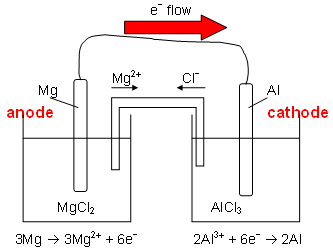 e⁻ flow
Mg
Mg²⁺
Cl⁻
Al
anode
cathode
MgCl₂
AlCl₃
3Mg → 3Mg²⁺ + 6e⁻
2Al³⁺ + 6e⁻ → 2Al